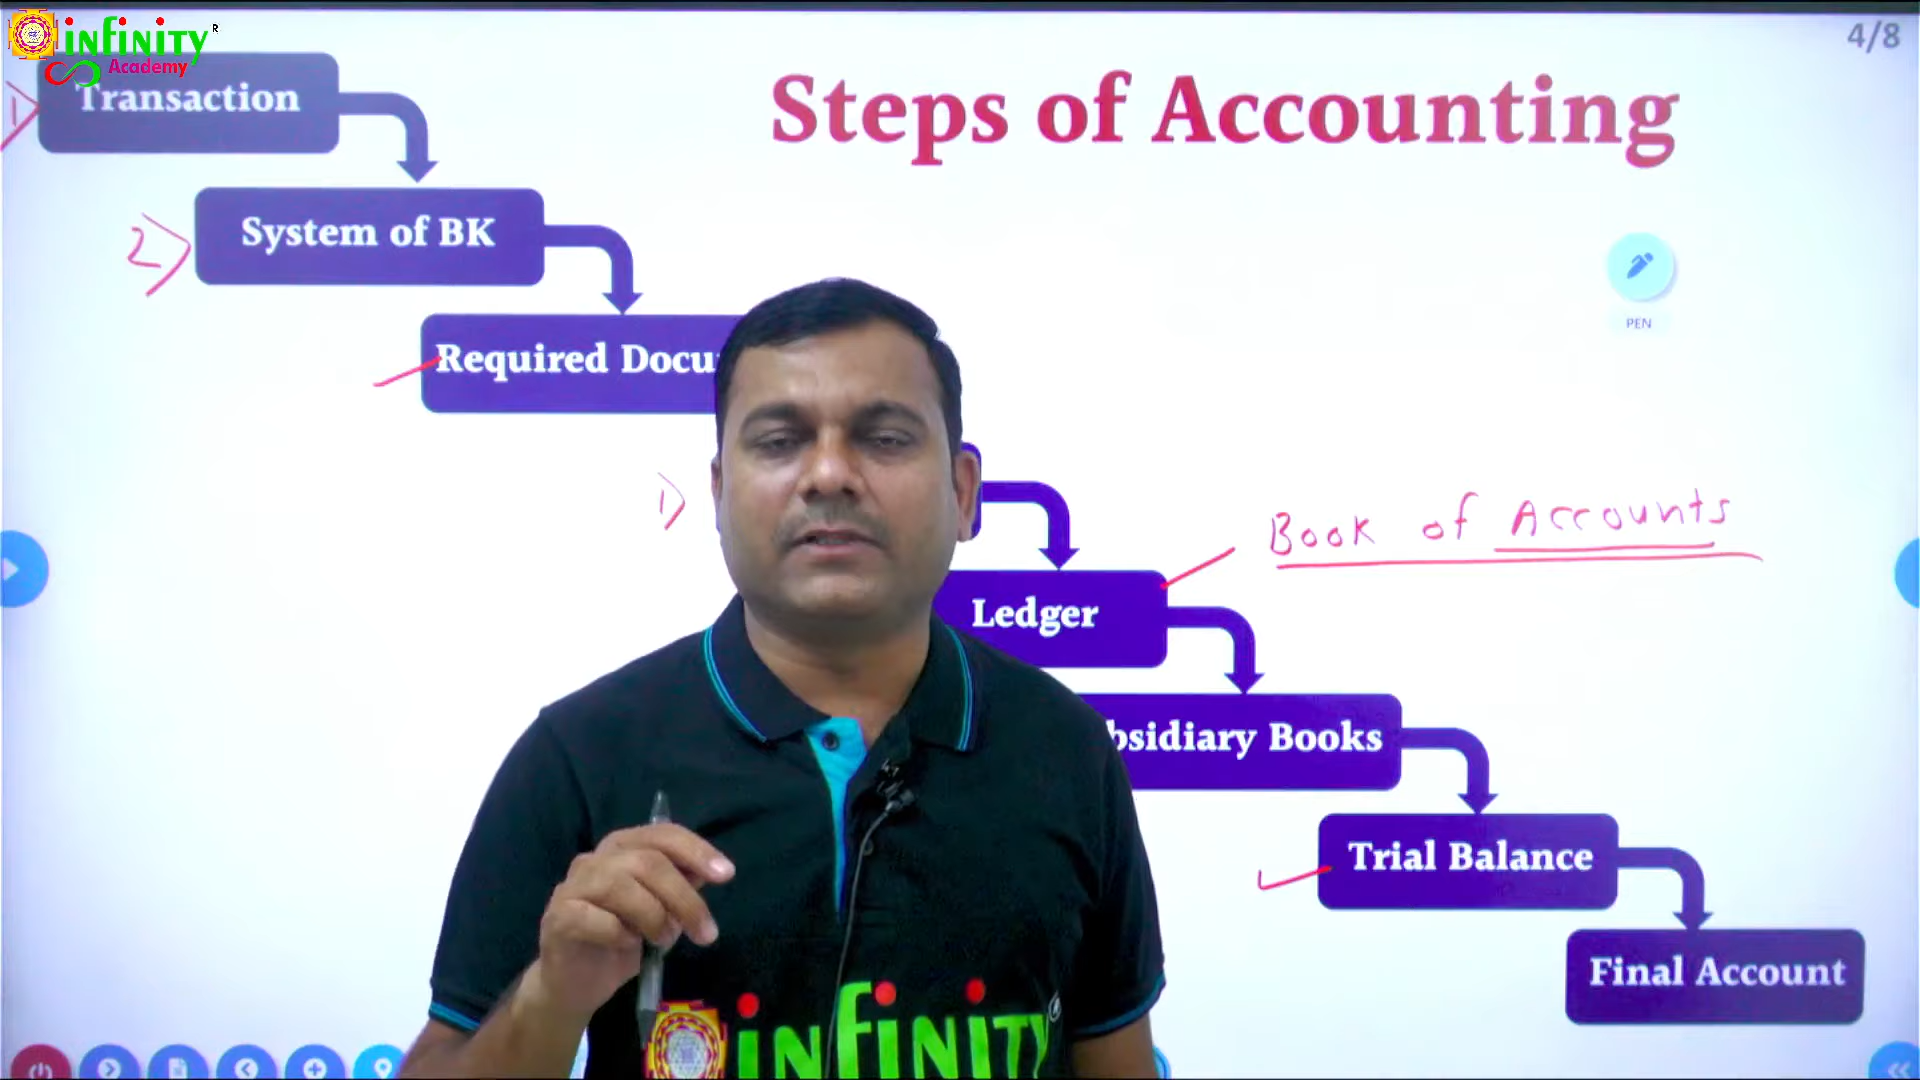 infinity R
Academy
4/8
Steps of Accounting
1)
Transaction
2)
System of BK
PEN
Required Docu
1)
Book of Accounts
Ledger
bsidiary Books
Trial Balance
Final Account
infinity